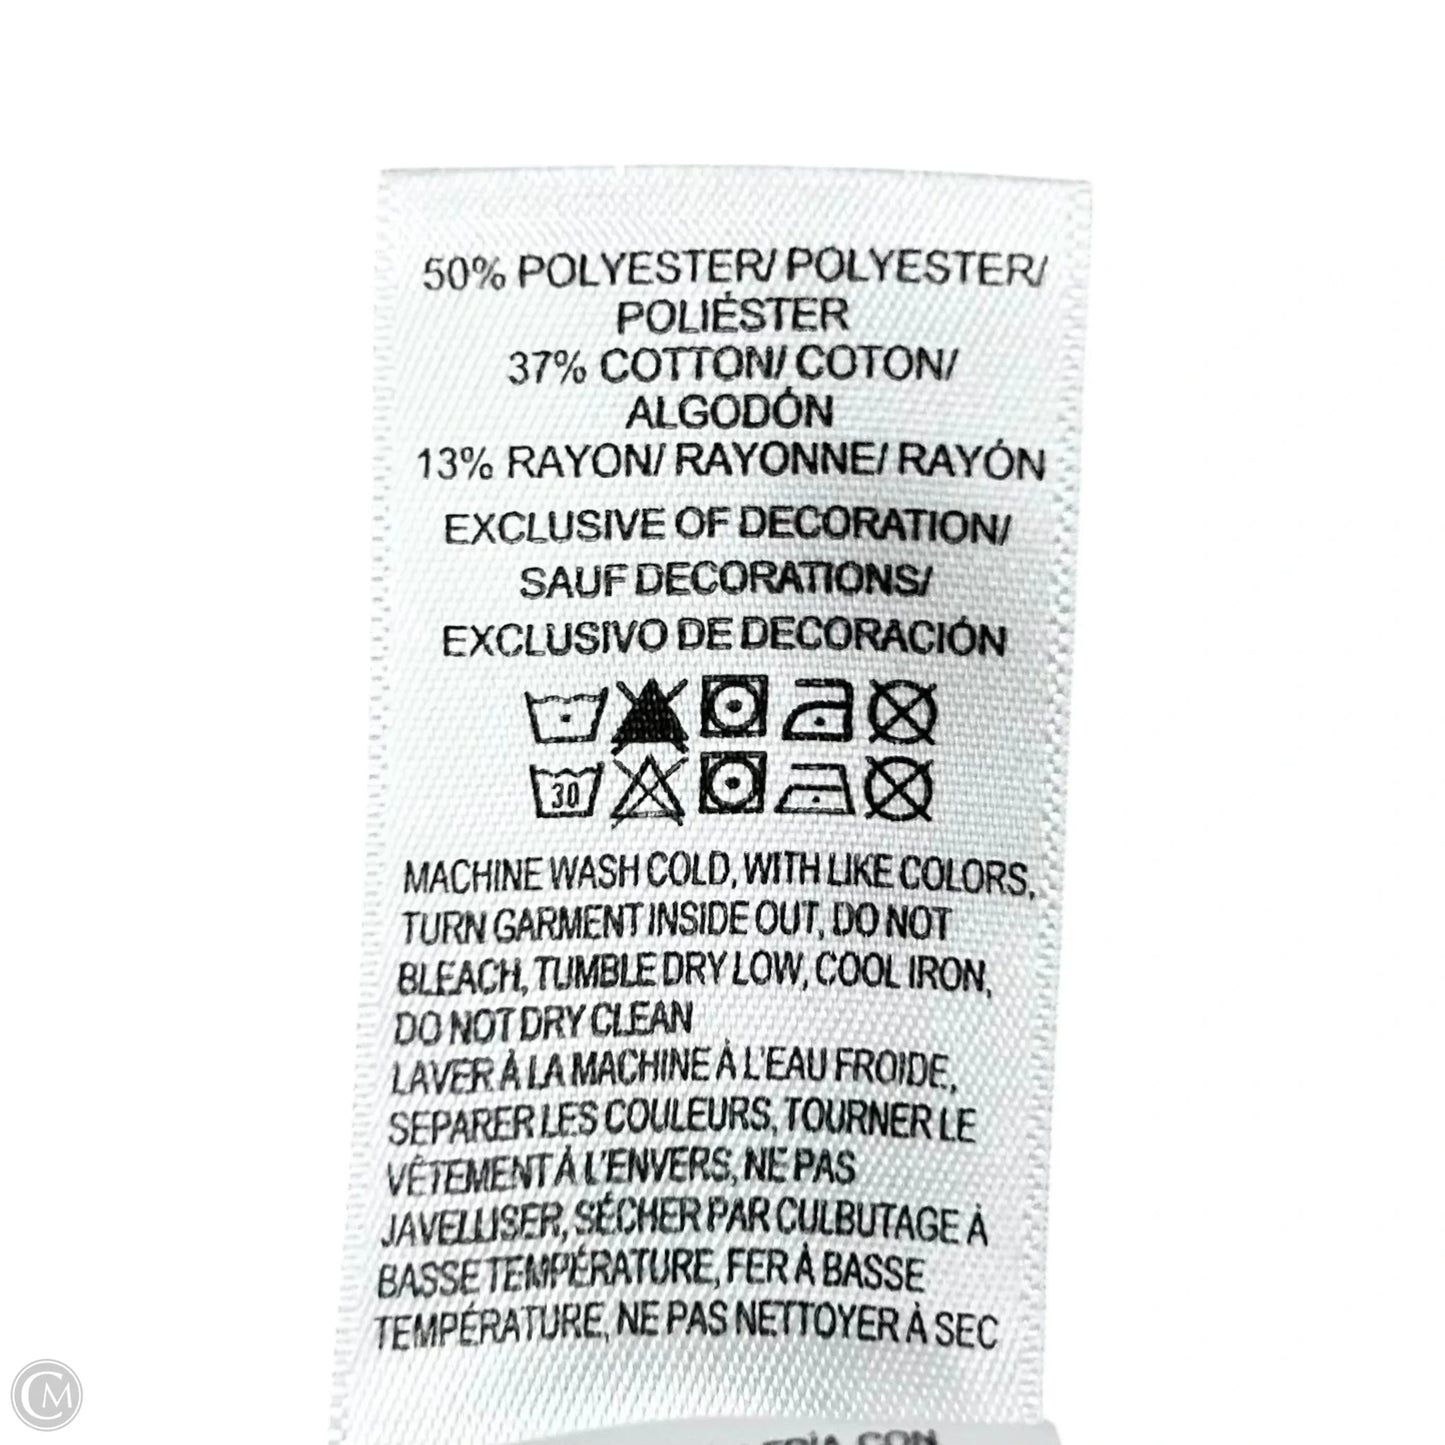 50% POLYESTER/ POLYESTER/
POLIÉSTER
37% COTTON/ COTON/
ALGODÓN
13% RAYON/ RAYONNE/ RAYÓN
EXCLUSIVE OF DECORATION/
SAUF DECORATIONS/
EXCLUSIVO DE DECORACIÓN
30
MACHINE WASH COLD, WITH LIKE COLORS,
TURN GARMENT INSIDE OUT, DO NOT
BLEACH, TUMBLE DRY LOW, COOL IRON,
DO NOT DRY CLEAN
LAVER À LA MACHINE À L'EAU FROIDE,
SEPARER LES COULEURS, TOURNER LE
VÊTEMENT À L'ENVERS, NE PAS
JAVELLISER, SÉCHER PAR CULBUTAGE À
BASSE TEMPÉRATURE, FER À BASSE
TEMPÉRATURE, NE PAS NETTOYER À SEC
CON
CM